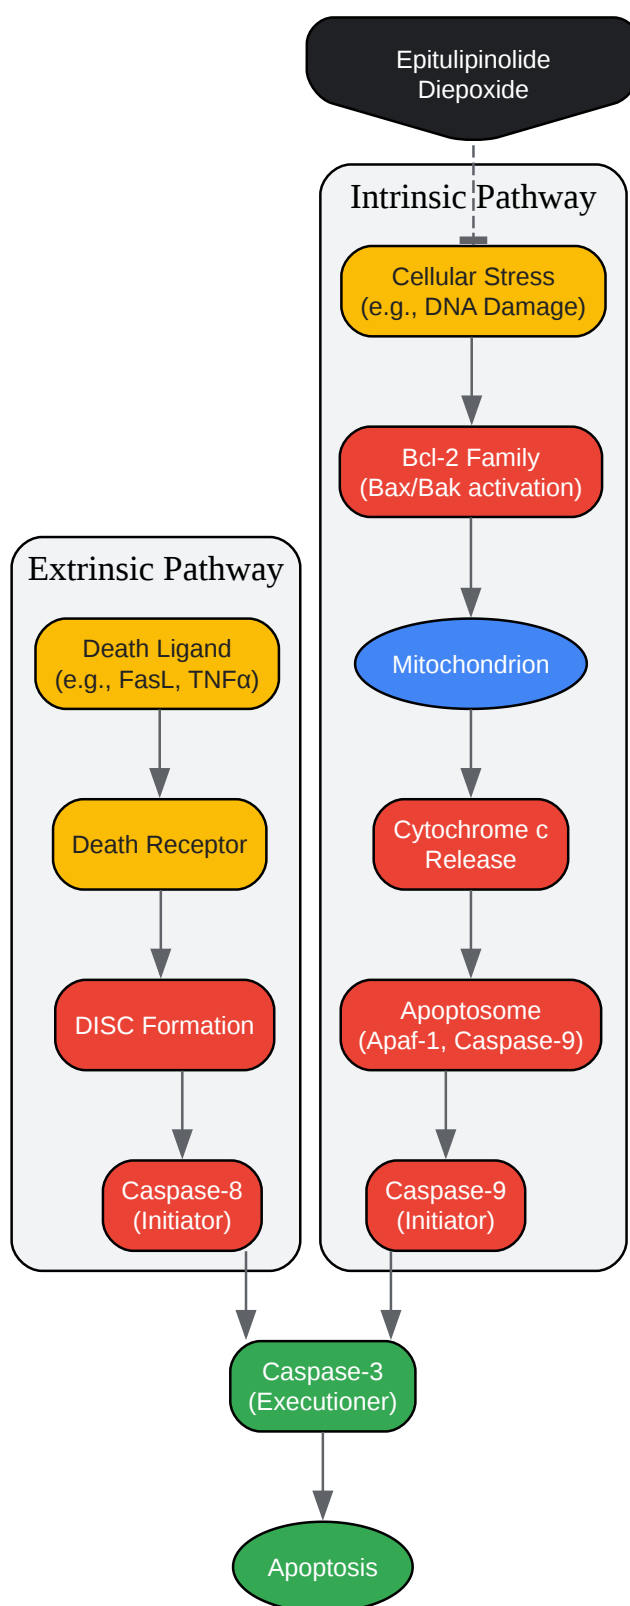 Epitulipinolide
Diepoxide
Intrinsic Pathway
Cellular Stress
(e.g., DNA Damage)
Bcl-2 Family
(Bax/Bak activation)
Mitochondrion
Cytochrome c
Release
Apoptosome
(Apaf-1, Caspase-9)
Caspase-9
(Initiator)
Extrinsic Pathway
Death Ligand
(e.g., FasL, TNFα)
Death Receptor
DISC Formation
Caspase-8
(Initiator)
Caspase-3
(Executioner)
Apoptosis